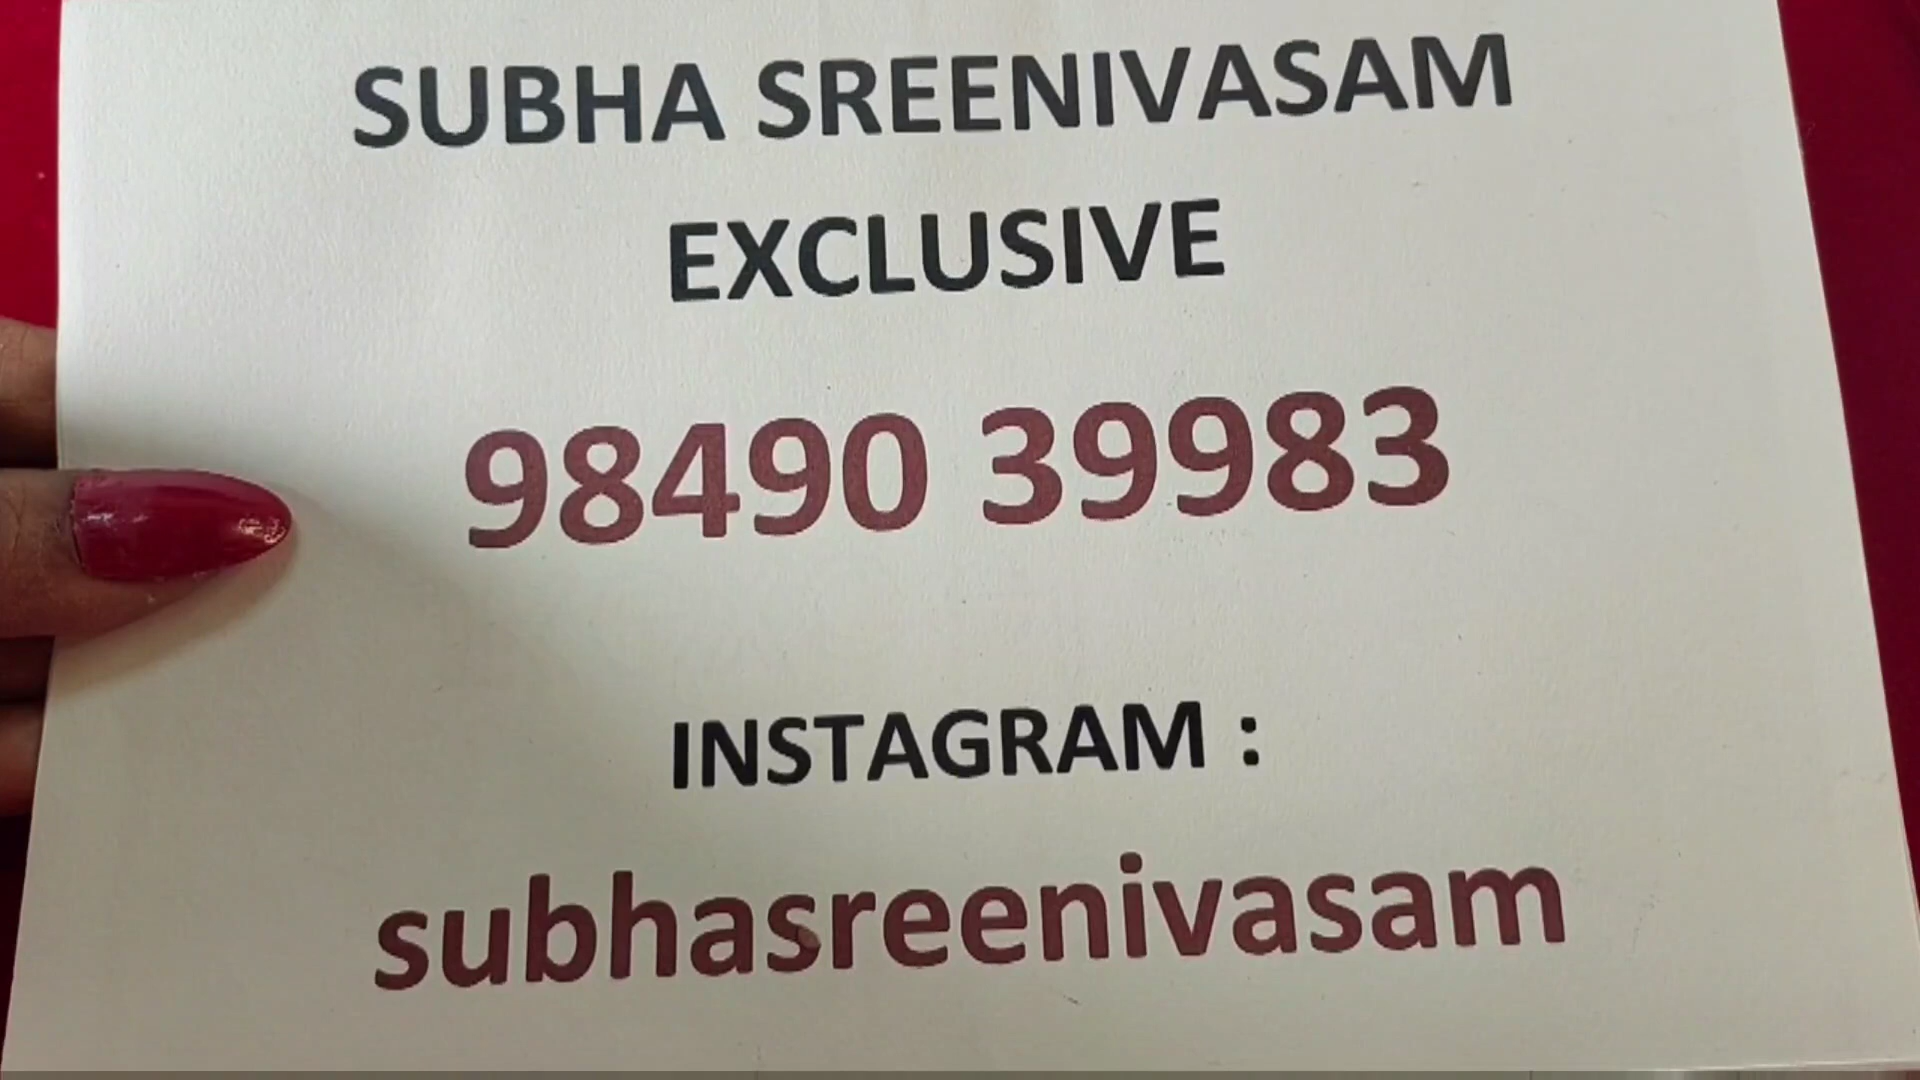 SUBHA SREENIVASAM
EXCLUSIVE
98490 39983
INSTAGRAM :
subhasreenivasam